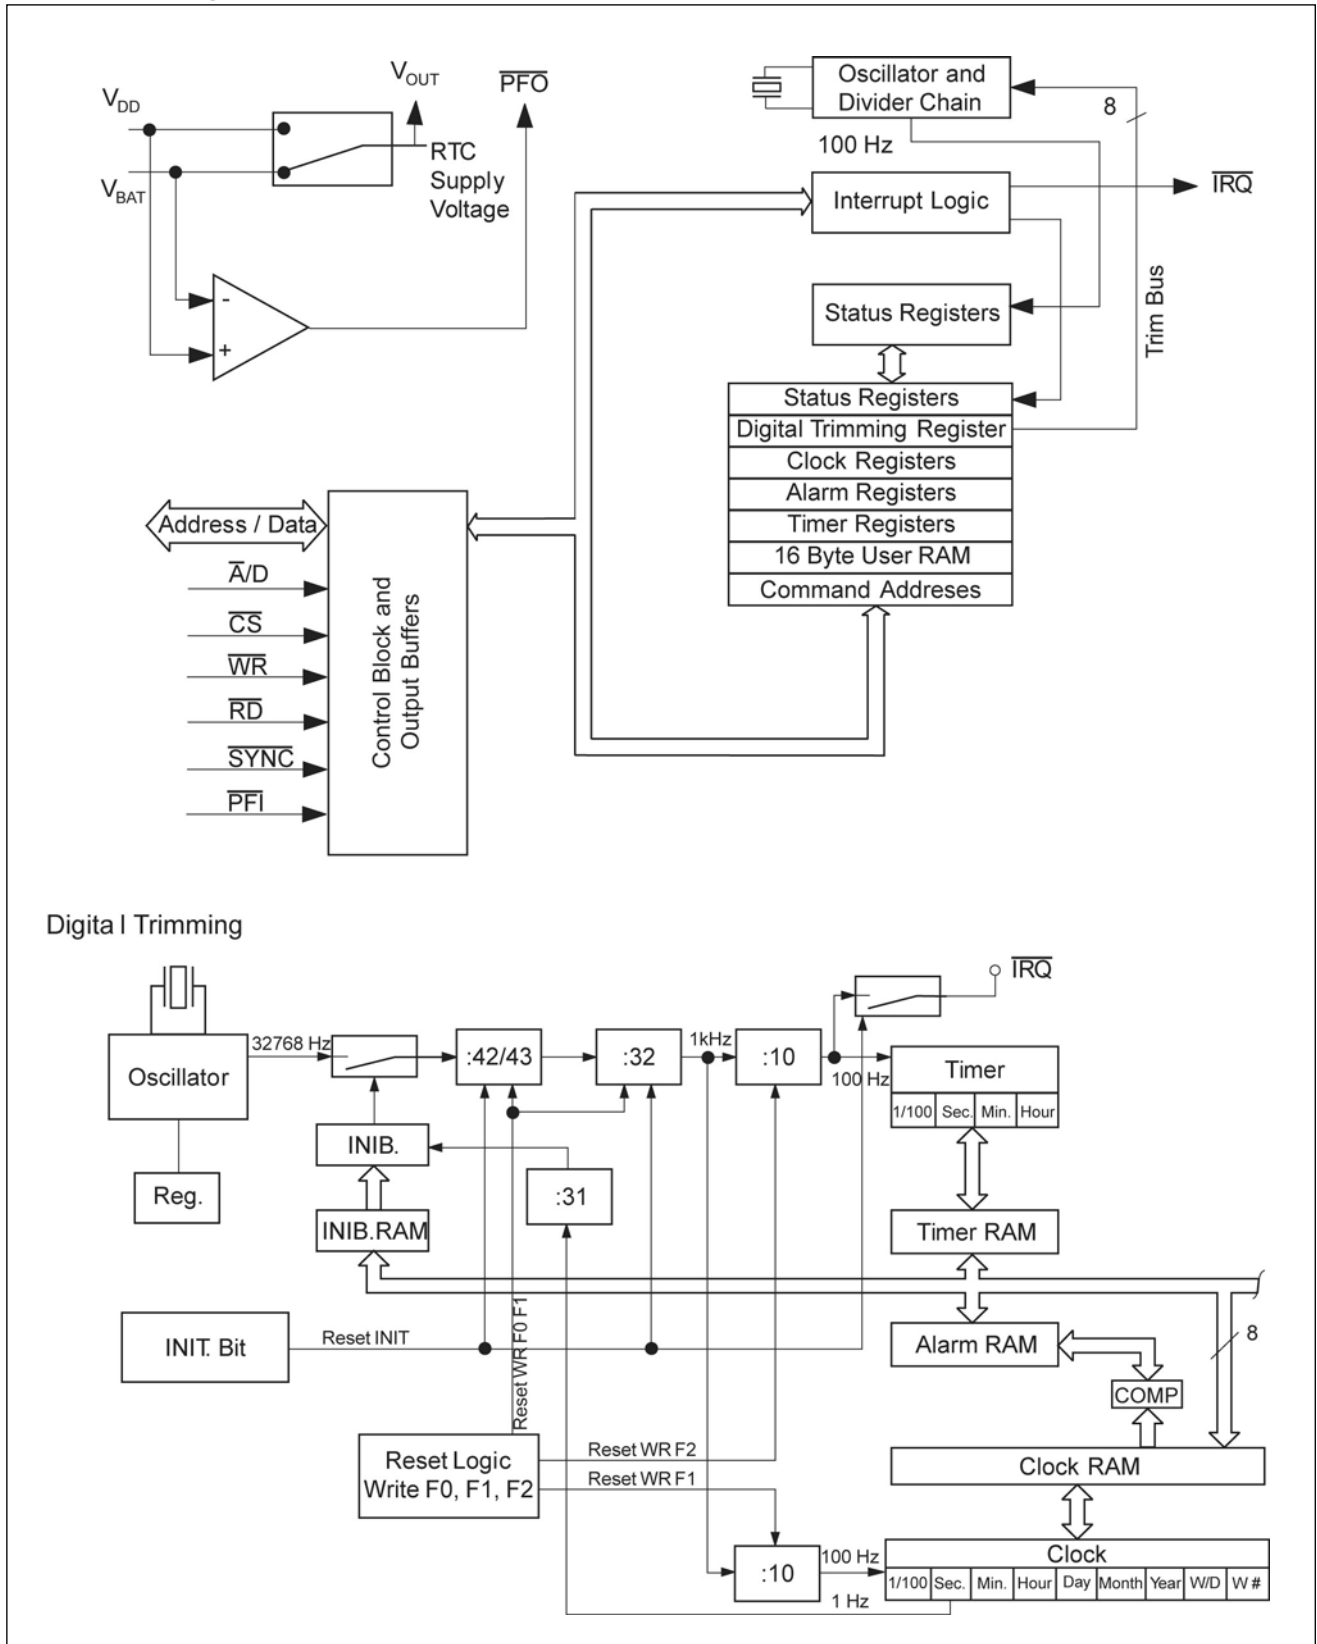 V_OUT
PFO
V_DD
V_BAT
RTC
Supply
Voltage
-
+
Oscillator and
Divider Chain
8
100 Hz
Interrupt Logic
IRQ
Status Registers
Trim Bus
Status Registers
Digital Trimming Register
Clock Registers
Alarm Registers
Timer Registers
16 Byte User RAM
Command Addreses
Address / Data
A/D
CS
WR
RD
SYNC
PFI
Control Block and
Output Buffers
Digita l Trimming
IRQ
32768 Hz
Oscillator
:42/43
:32
1kHz
:10
100 Hz
Timer
1/100 Sec. Min. Hour
INIB.
:31
Reg.
INIB.RAM
Timer RAM
INIT. Bit
Reset INIT
Reset WR F0 F1
Alarm RAM
8
COMP
Reset Logic
Write F0, F1, F2
Reset WR F2
Reset WR F1
Clock RAM
:10
100 Hz
Clock
1/100 Sec. Min. Hour Day Month Year W/D W #
1 Hz